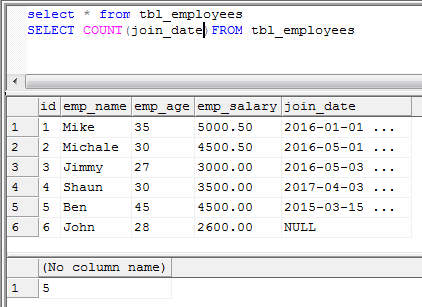 select * from tbl_employees
SELECT COUNT(join_date)FROM tbl_employees
id emp_name emp_age emp_salary join_date
1 1 Mike 35 5000.50 2016-01-01 ...
2 2 Michale 30 4500.50 2016-05-01 ...
3 3 Jimmy 27 3000.00 2016-05-03 ...
4 4 Shaun 30 3500.00 2017-04-03 ...
5 5 Ben 45 4500.00 2015-03-15 ...
6 6 John 28 2600.00 NULL
(No column name)
1 5